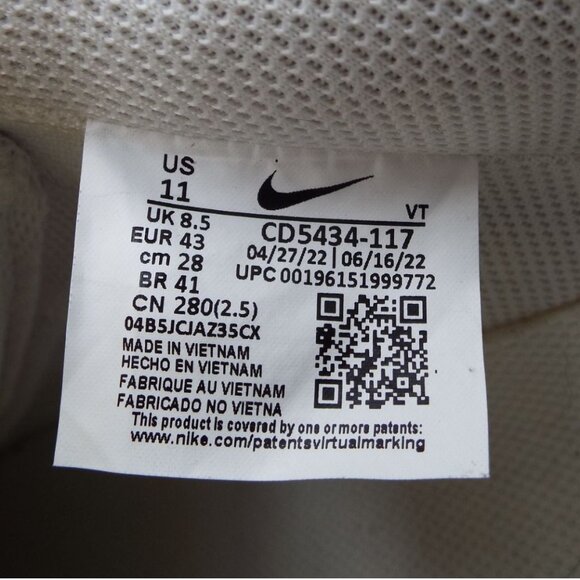 US
11
VT
UK 8.5
EUR 43
cm 28
BR 41
CN 280(2.5)
04B5JCJAZ35CX
CD5434-117
04/27/22 | 06/16/22
UPC 00196151999772
MADE IN VIETNAM
HECHO EN VIETNAM
FABRIQUE AU VIETNAM
FABRICADO NO VIETNA
This product is covered by one or more patents:
www.nike.com/patentsvirtualmarking